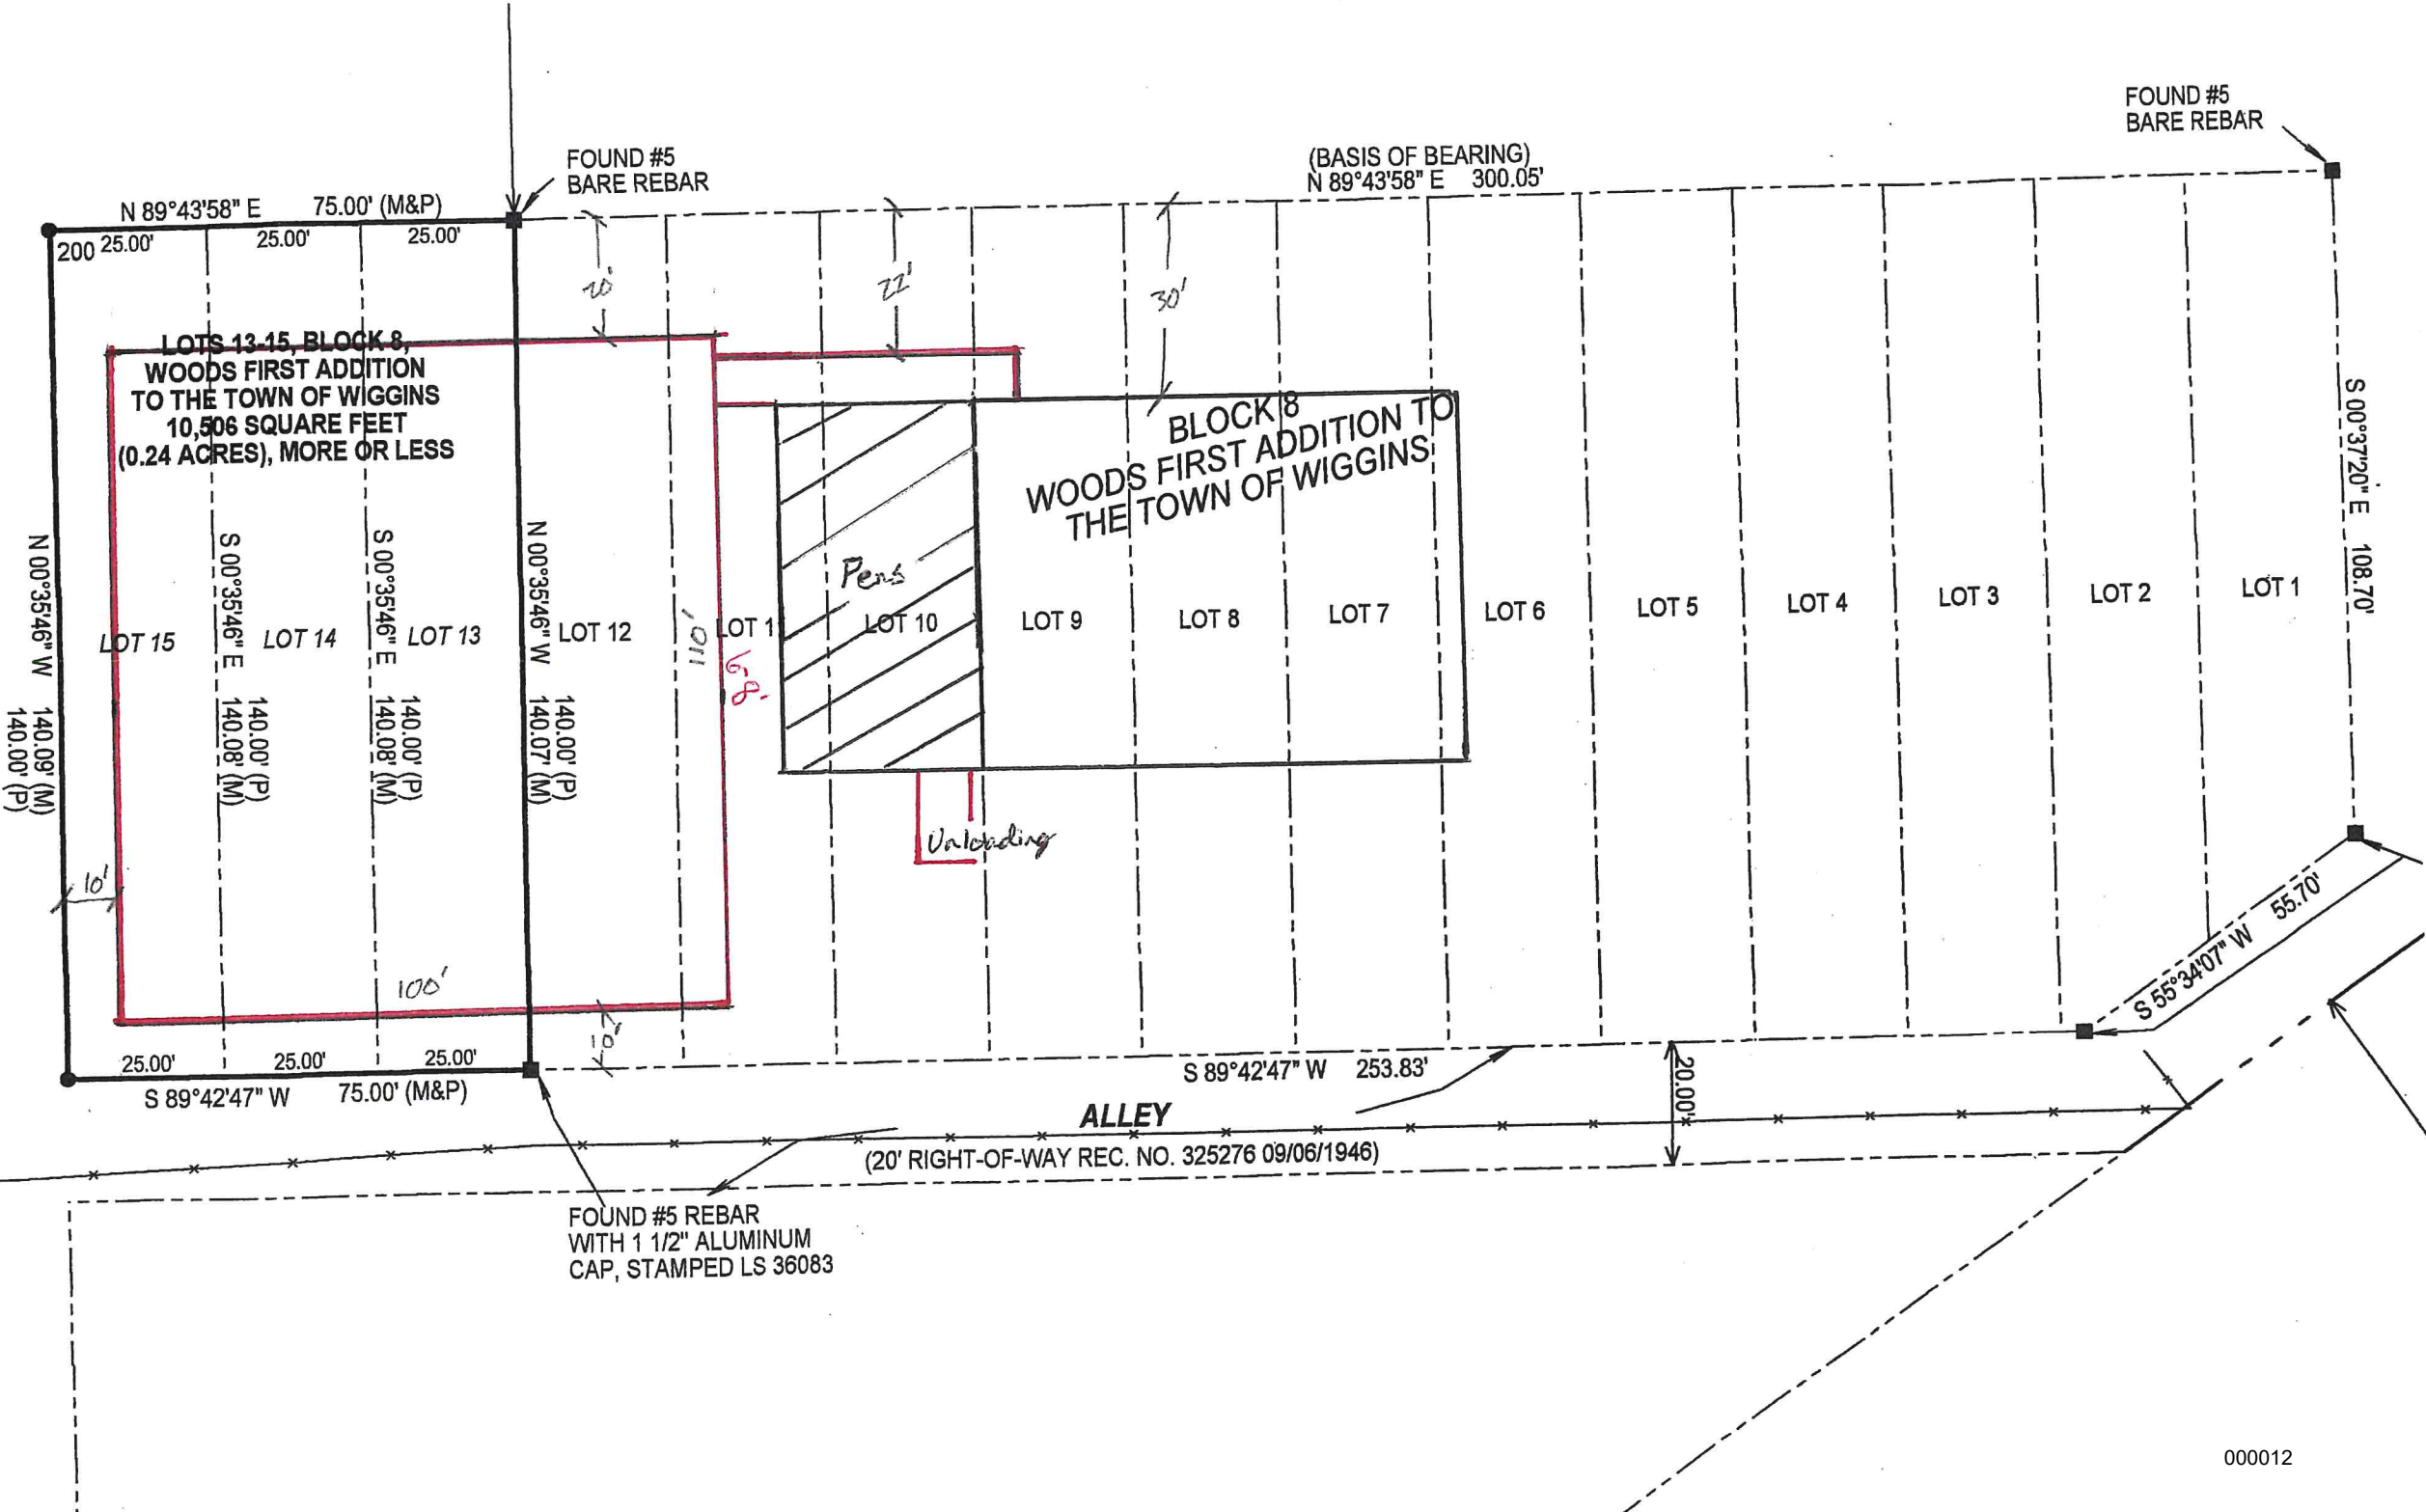 FOUND #5
BARE REBAR
FOUND #5
BARE REBAR
(BASIS OF BEARING)
N 89°43'58" E 300.05'
N 89°43'58" E 75.00' (M&P)
200 25.00' 25.00' 25.00'
20'
22'
30'
LOTS 13-15, BLOCK 8,
WOODS FIRST ADDITION
TO THE TOWN OF WIGGINS
10,506 SQUARE FEET
(0.24 ACRES), MORE OR LESS
BLOCK 8
WOODS FIRST ADDITION TO
THE TOWN OF WIGGINS
S 00°37'20" E 108.70'
N 00°35'46" W 140.09' (M)
140.00' (P)
S 00°35'46" E 140.08' (M)
140.00' (P)
S 00°35'46" E 140.08' (M)
140.00' (P)
N 00°35'46" W 140.07' (M)
140.00' (P)
Pens
LOT 15
LOT 14
LOT 13
LOT 12
110'
LOT 1
6-8'
LOT 10
LOT 9
LOT 8
LOT 7
LOT 6
LOT 5
LOT 4
LOT 3
LOT 2
LOT 1
Unloading
10'
100'
10'
S 55°34'07" W 55.70'
25.00' 25.00' 25.00'
S 89°42'47" W 75.00' (M&P)
S 89°42'47" W 253.83'
20.00'
ALLEY
(20' RIGHT-OF-WAY REC. NO. 325276 09/06/1946)
FOUND #5 REBAR
WITH 1 1/2" ALUMINUM
CAP, STAMPED LS 36083
000012